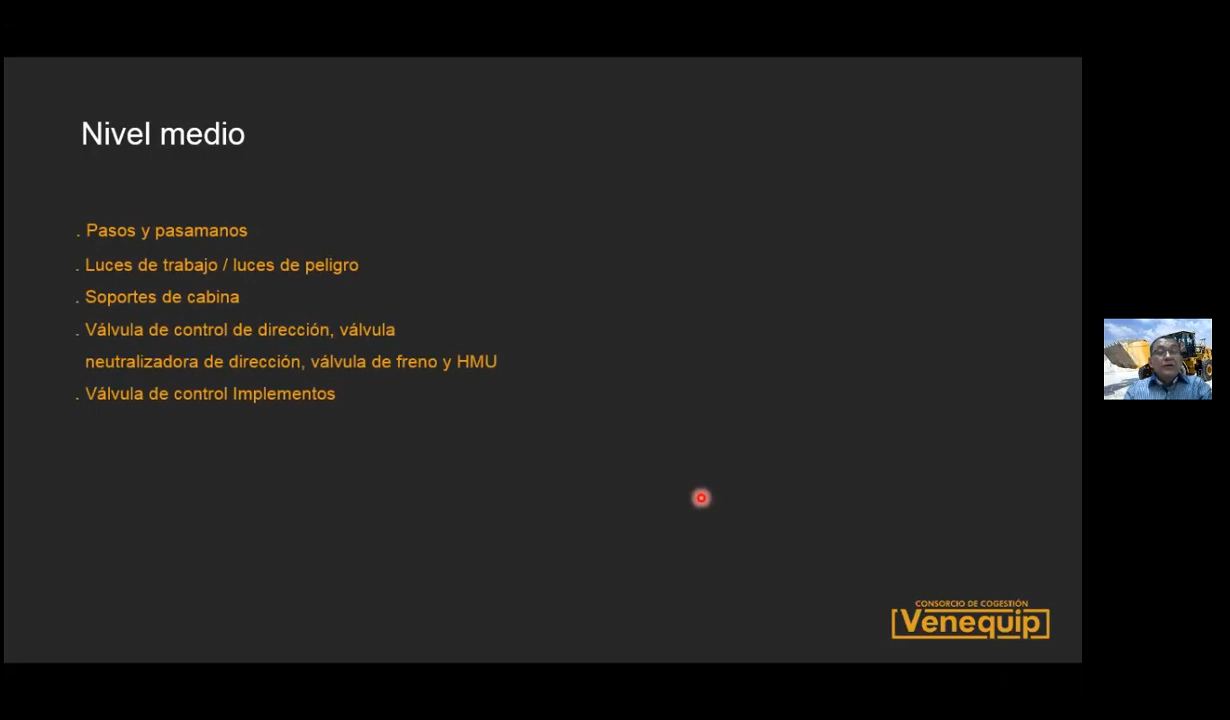 Nivel medio
. Pasos y pasamanos
. Luces de trabajo / luces de peligro
. Soportes de cabina
. Válvula de control de dirección, válvula
neutralizadora de dirección, válvula de freno y HMU
. Válvula de control Implementos
CONSORCIO DE COGESTIÓN
Venequip